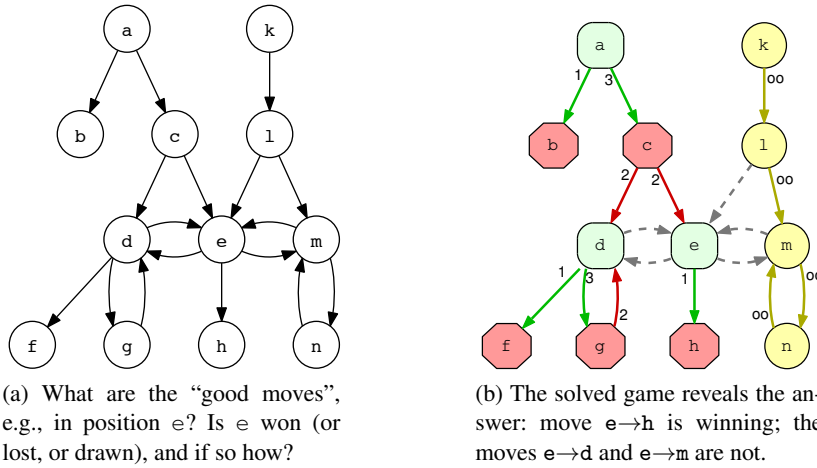 a
k
b
c
l
d
e
m
f
g
h
n
(a) What are the “good moves”,
e.g., in position e? Is e won (or
lost, or drawn), and if so how?
a
k
1
3
oo
b
c
l
2
2
oo
d
e
m
1
3
1
oo
2
oo
f
g
h
n
(b) The solved game reveals the an-
swer: move e→h is winning; the
moves e→d and e→m are not.